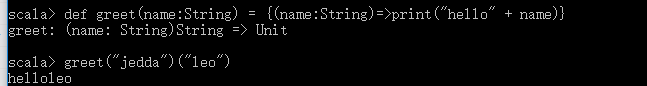 scala> def greet(name:String) = {(name:String)=>print("hello" + name)}
greet: (name: String)String => Unit
scala> greet("jedda")("leo")
helloleo